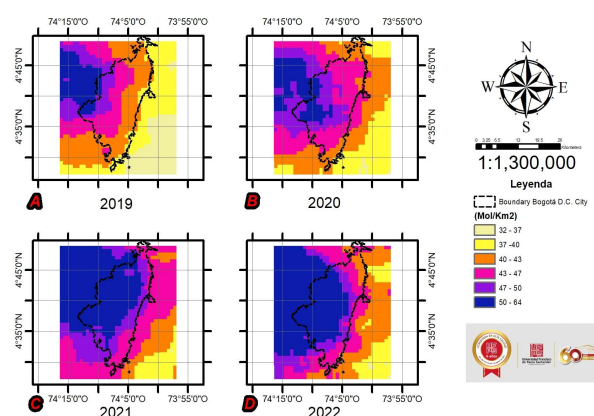 74°15'0"O 74°5'0"O 73°55'0"O
74°15'0"O 74°5'0"O 73°55'0"O
4°45'0"N
4°35'0"N
4°45'0"N
4°35'0"N
A
2019
B
2020
4°45'0"N
4°35'0"N
4°45'0"N
4°35'0"N
C
2021
D
2022
74°15'0"O 74°5'0"O 73°55'0"O
74°15'0"O 74°5'0"O 73°55'0"O
N
W E
S
0 3.25 6.5 13 19.5 26
Kilometers
1:1,300,000
Leyenda
Boundary Bogotá D.C. City
(Mol/Km2)
32 - 37
37 -40
40 - 43
43 - 47
47 - 50
50 - 64
Universidad Francisco
de Paula Santander